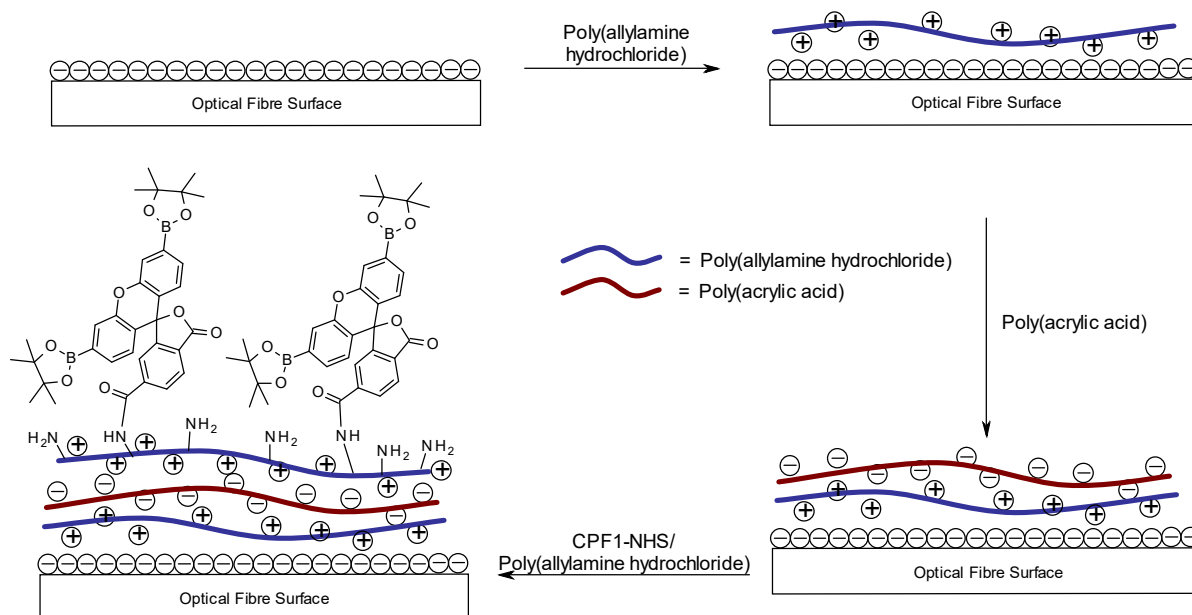 Poly(allylamine
hydrochloride)
Optical Fibre Surface
Optical Fibre Surface
O
O
B
O
O
B
O
O
O
O
B
O
O
O
O
B
O
O
O
O
O
HN
O
NH
H2N
NH2
NH2
NH2
NH2
= Poly(allylamine hydrochloride)
= Poly(acrylic acid)
Poly(acrylic acid)
CPF1-NHS/
Poly(allylamine hydrochloride)
Optical Fibre Surface
Optical Fibre Surface